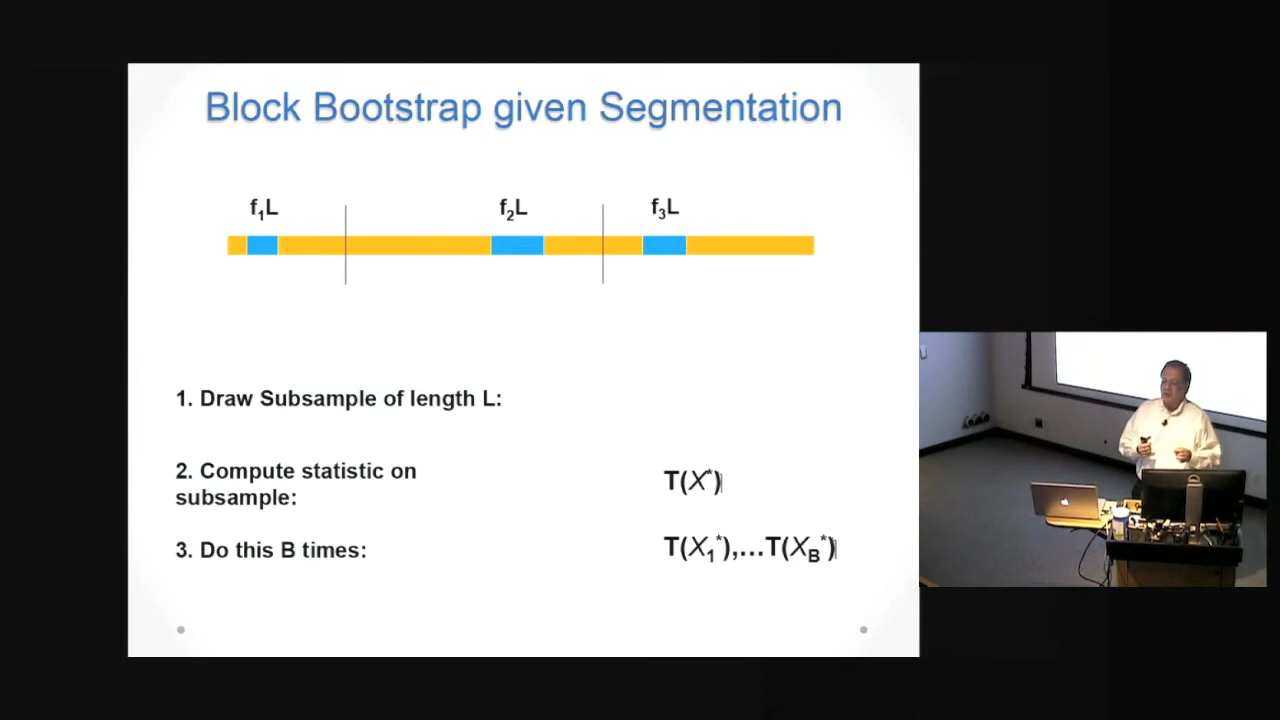 Block Bootstrap given Segmentation
f₁L f₂L f₃L
1. Draw Subsample of length L:
2. Compute statistic on
subsample:
T(X*)
3. Do this B times:
T(X₁*),…T(X_B*)